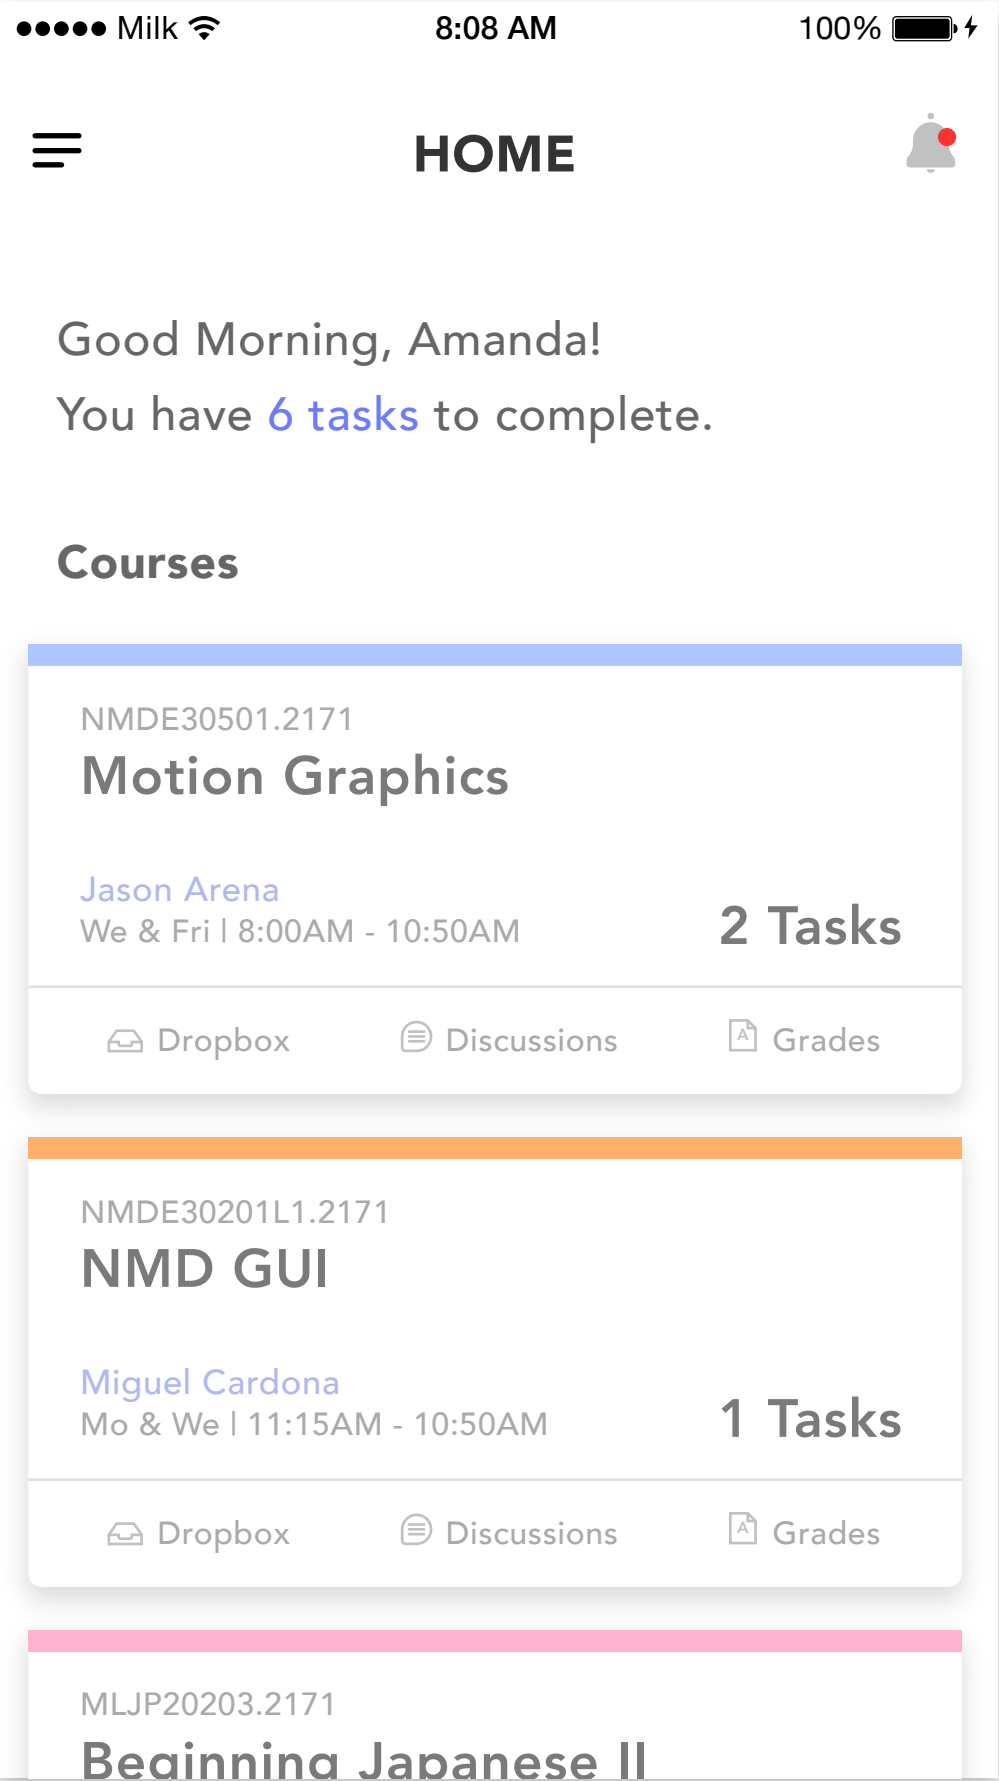 Milk 8:08 AM 100%
HOME
Good Morning, Amanda!
You have 6 tasks to complete.
Courses
NMDE30501.2171
Motion Graphics
Jason Arena
We & Fri | 8:00AM - 10:50AM
2 Tasks
Dropbox Discussions A Grades
NMDE30201L1.2171
NMD GUI
Miguel Cardona
Mo & We | 11:15AM - 10:50AM
1 Tasks
Dropbox Discussions A Grades
MLJP20203.2171
Beginning Japanese II